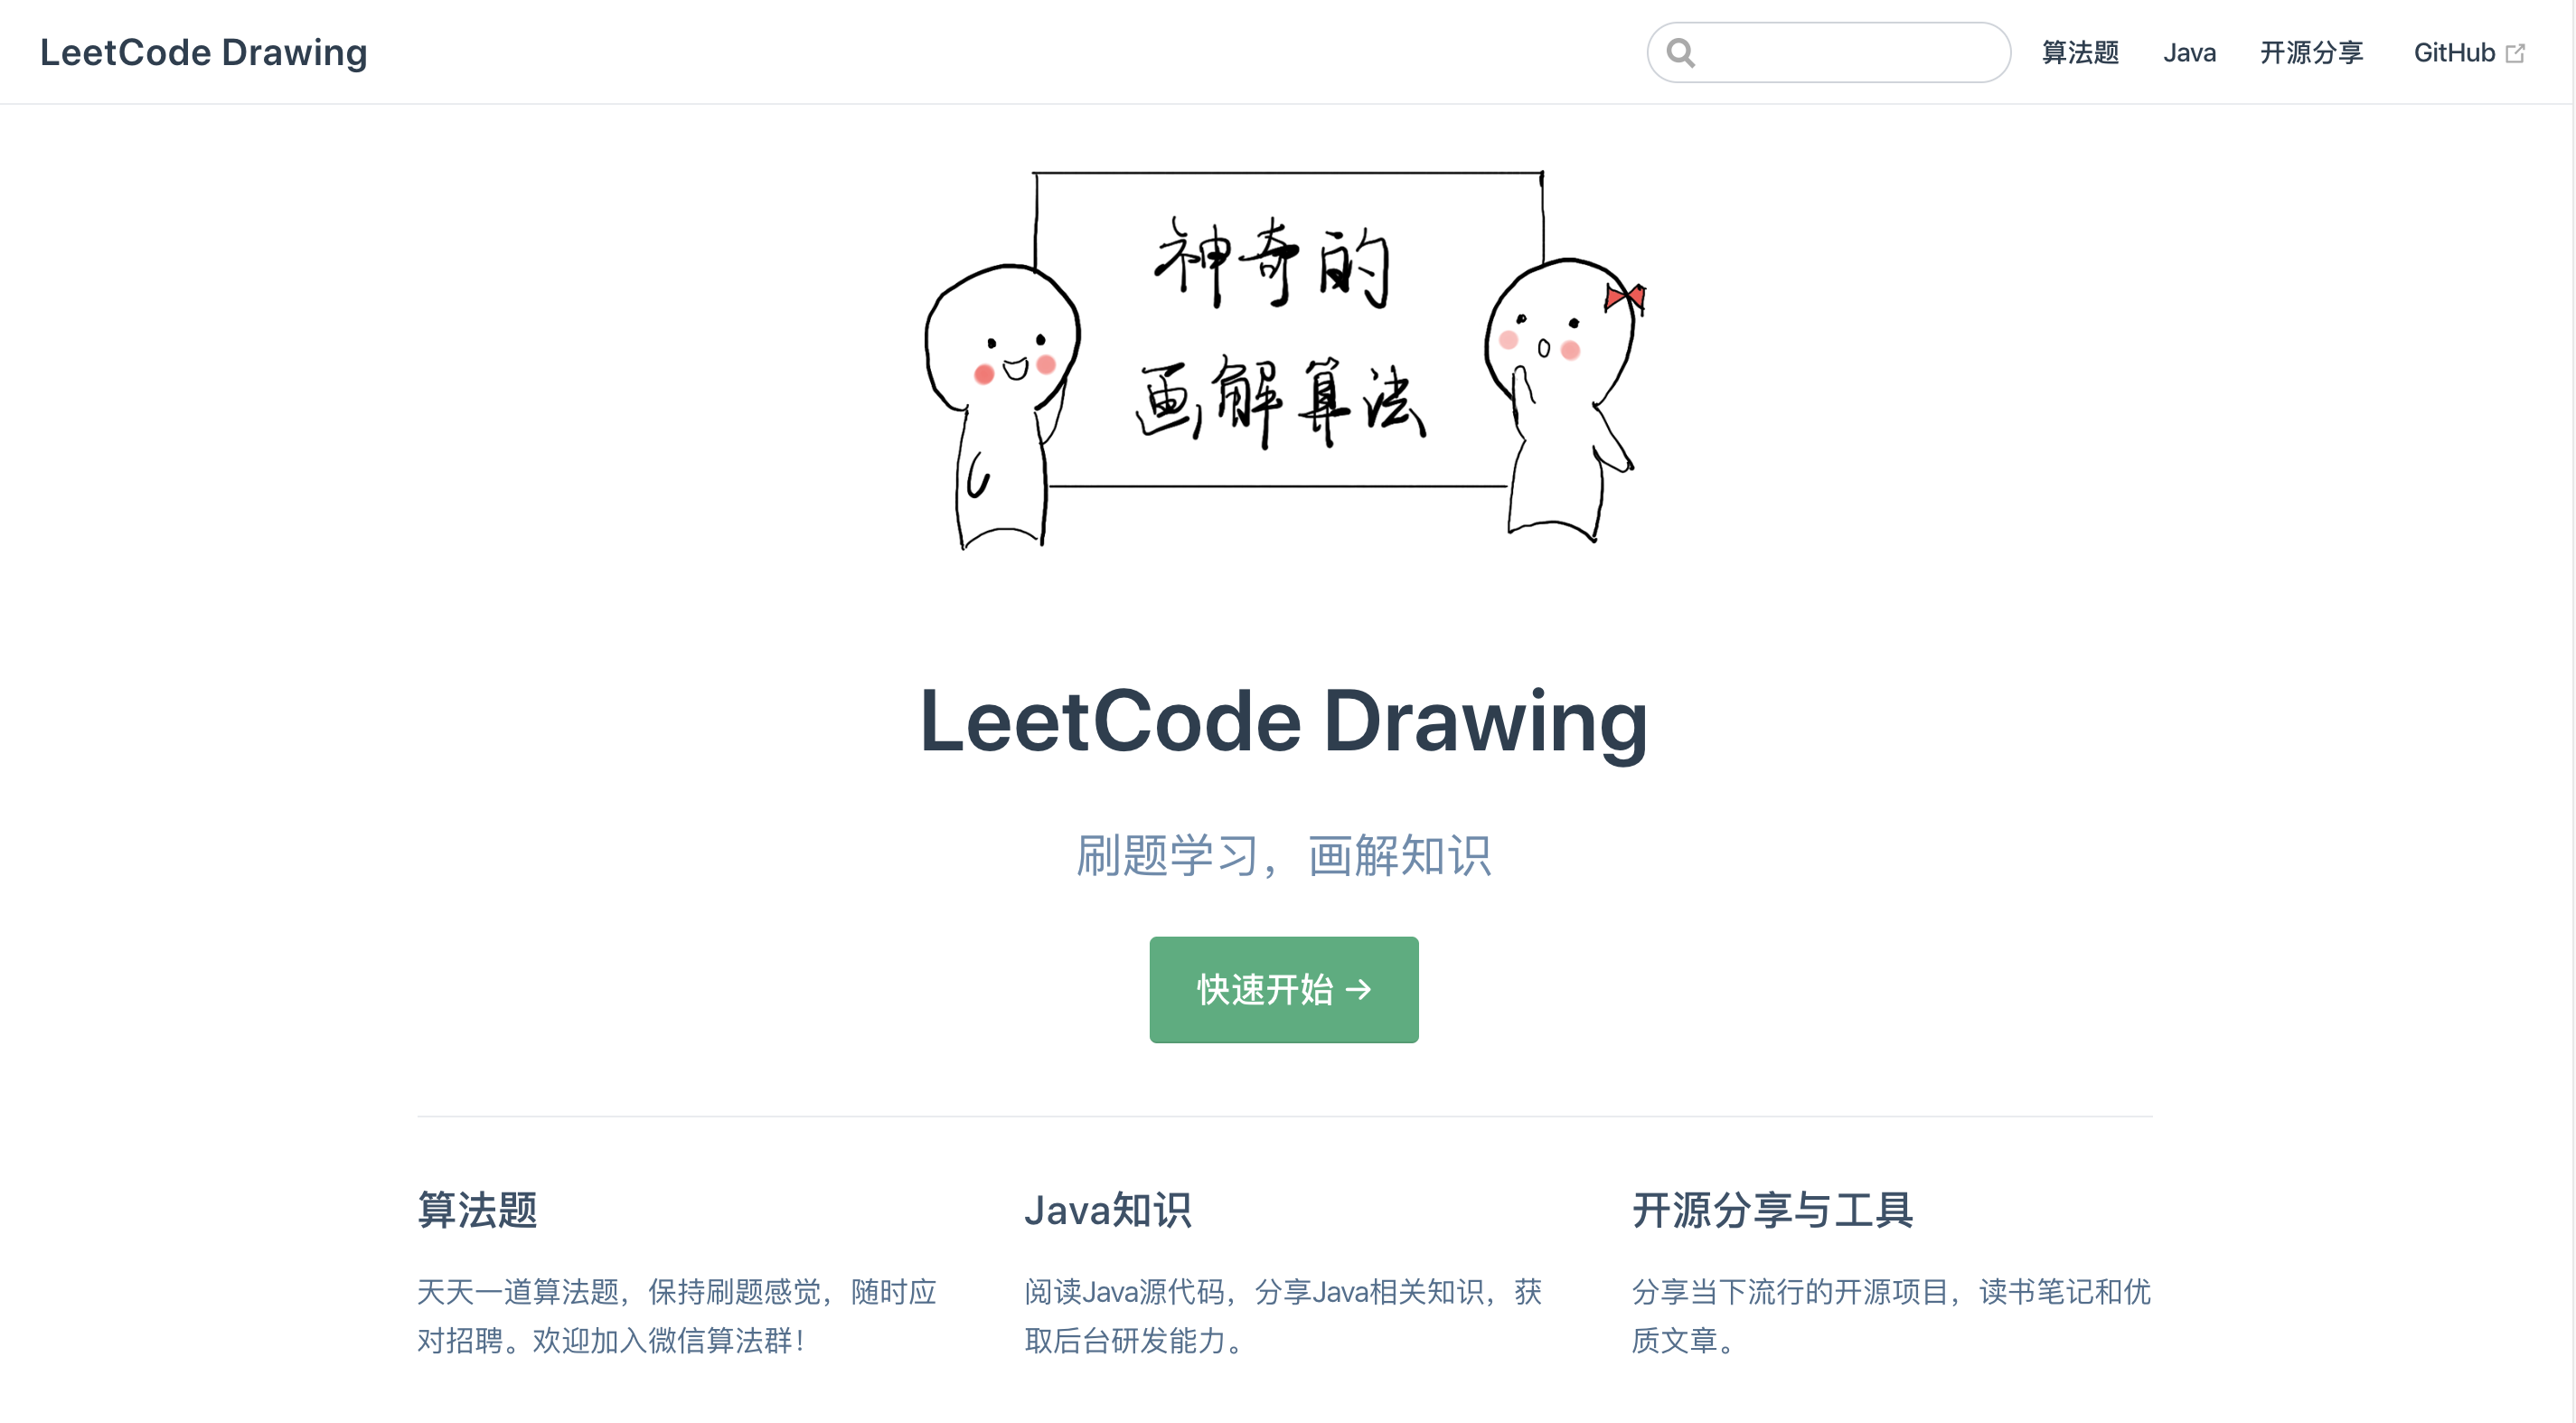 LeetCode Drawing
算法题 Java 开源分享 GitHub
神奇的
画解算法
LeetCode Drawing
刷题学习，画解知识
快速开始 →
算法题
天天一道算法题，保持刷题感觉，随时应
对招聘。欢迎加入微信算法群！
Java知识
阅读Java源代码，分享Java相关知识，获
取后台研发能力。
开源分享与工具
分享当下流行的开源项目，读书笔记和优
质文章。